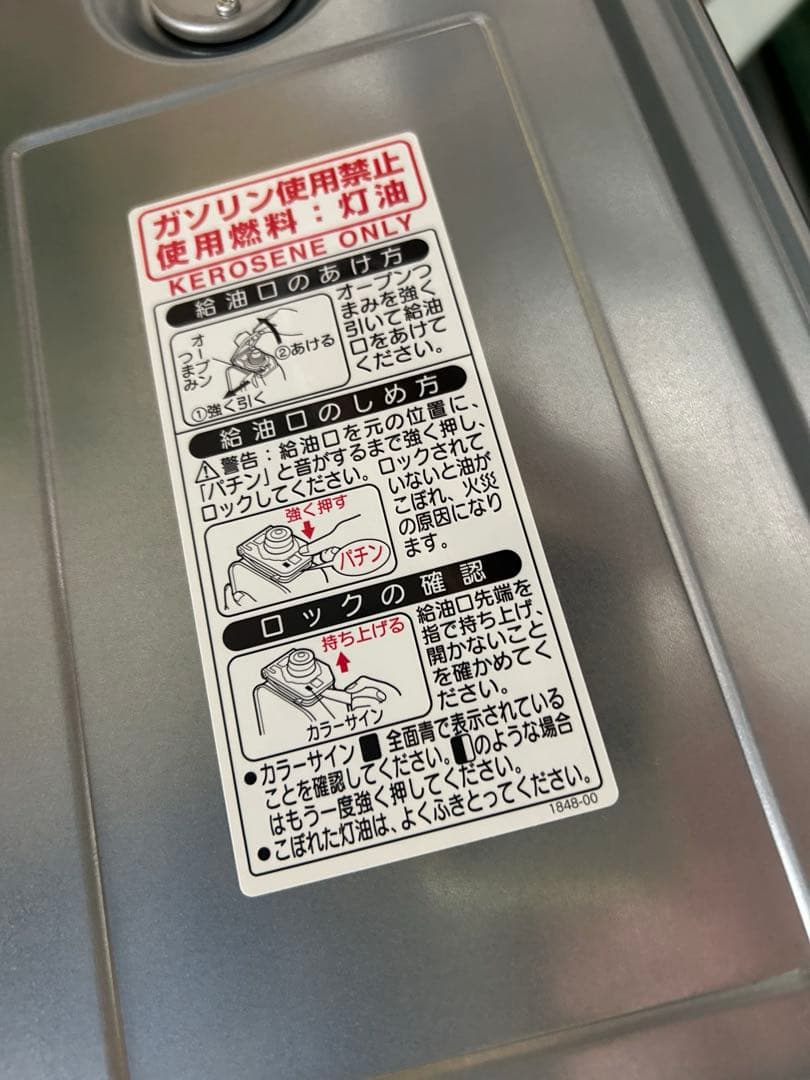 ガソリン使用禁止
使用燃料：灯油
KEROSENE ONLY
給油口のあけ方
オープン
つまみ
②あける
①強く引く
オープンつ
まみを強く
引いて給油
口をあけて
ください。
給油口のしめ方
⚠警告：給油口を元の位置に、
「パチン」と音がするまで強く押し、
ロックしてください。ロックされて
いないと油が
こぼれ、火災
の原因になり
ます。
強く押す
パチン
ロックの確認
持ち上げる
カラーサイン
給油口先端を
指で持ち上げ、
開かないこと
を確かめてく
ださい。
●カラーサイン■全面青で表示されている
ことを確認してください。◧のような場合
はもう一度強く押してください。
●こぼれた灯油は、よくふきとってください。
1848-00